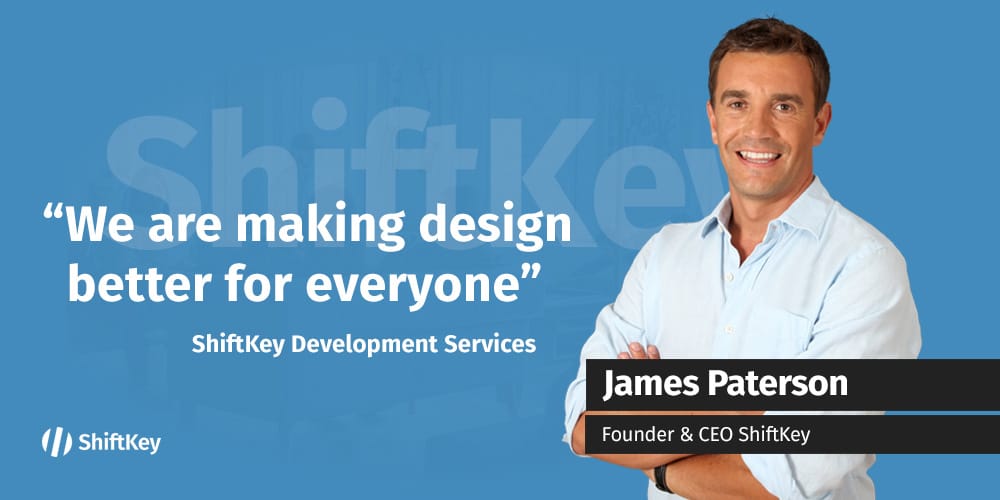 ShiftKey
“We are making design
better for everyone”
ShiftKey Development Services
James Paterson
Founder & CEO ShiftKey
ShiftKey